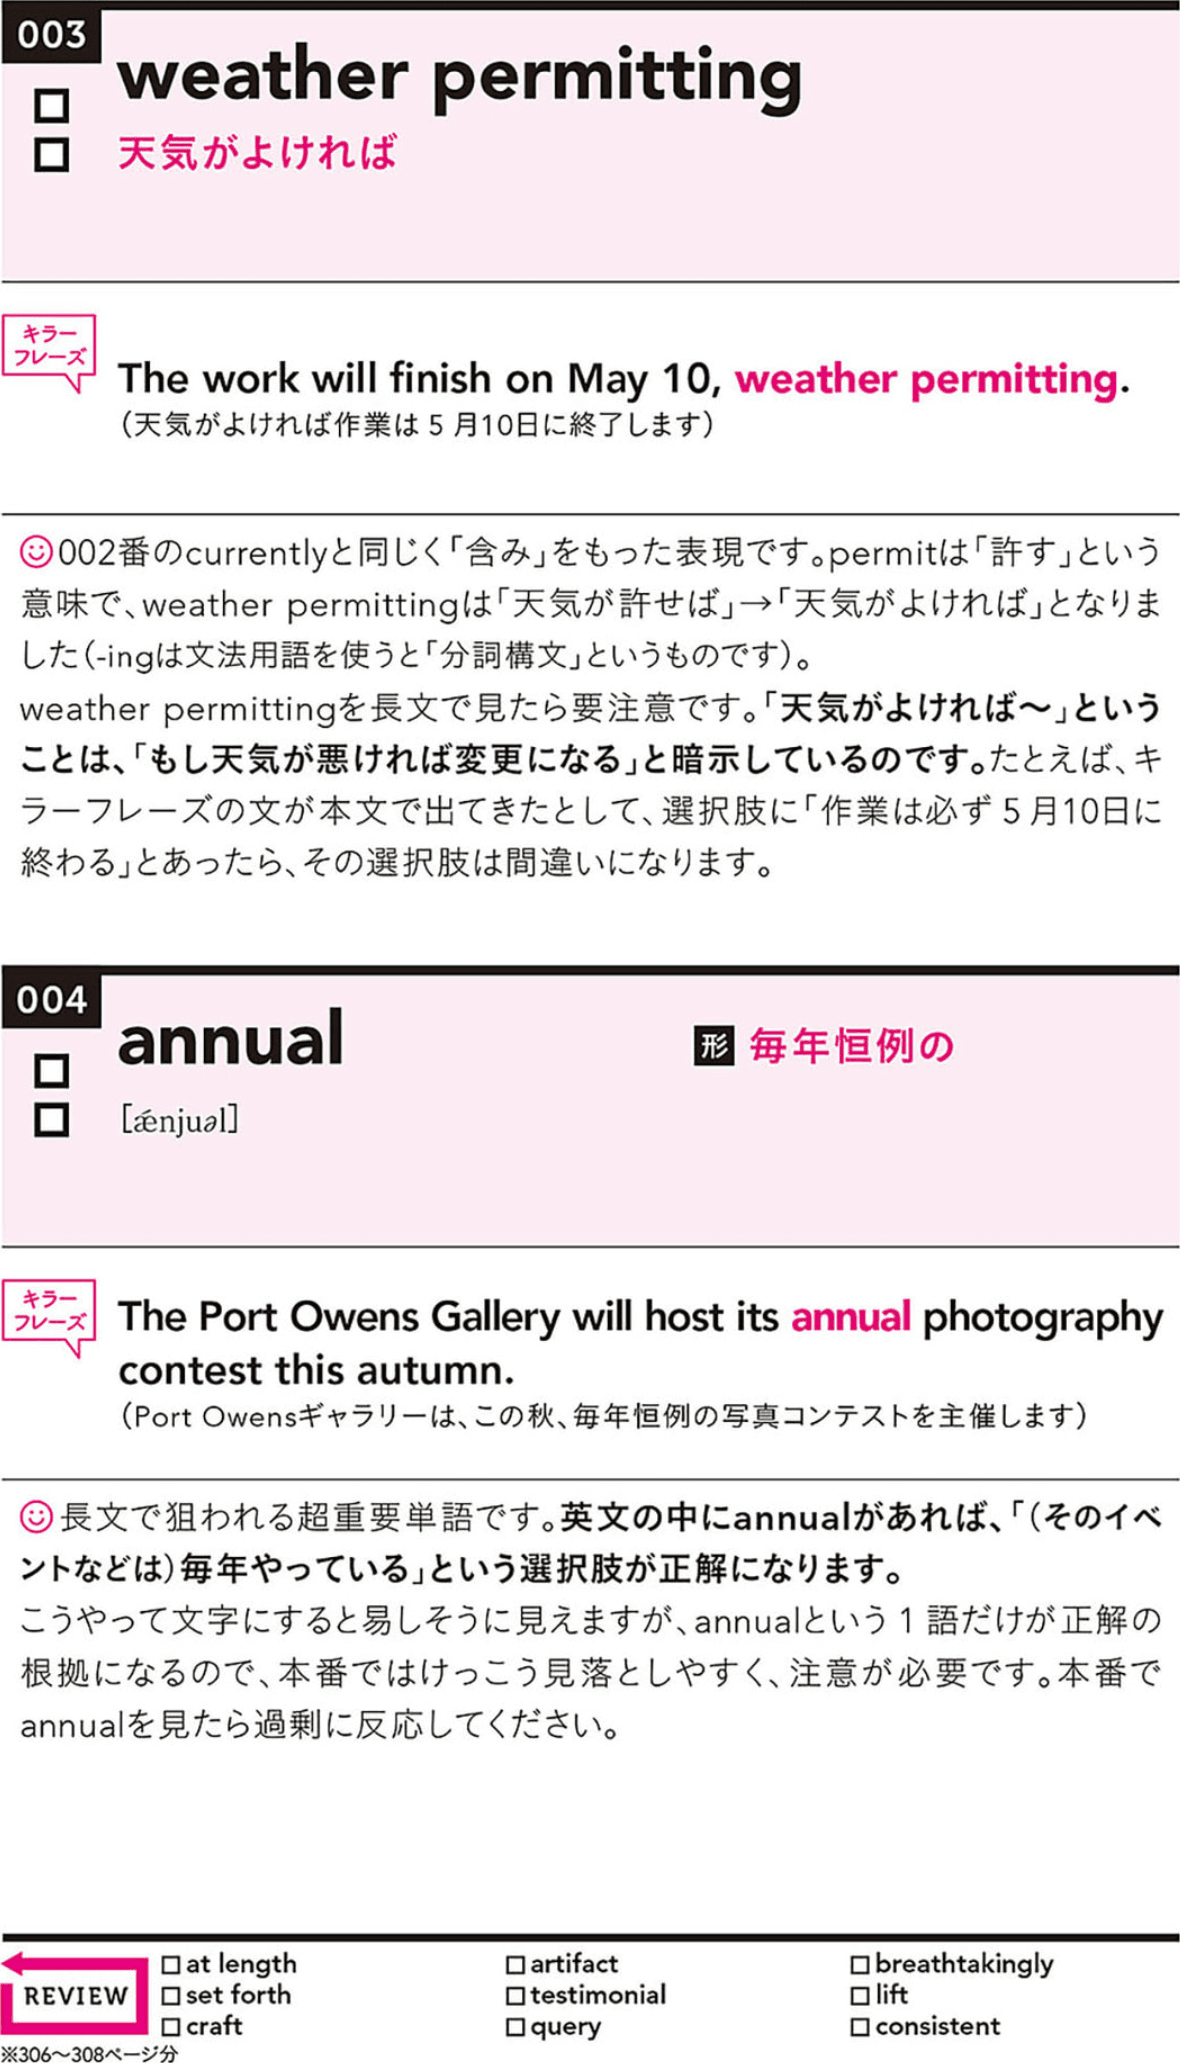 003
weather permitting
天気がよければ
キラー
フレーズ
The work will finish on May 10, weather permitting.
（天気がよければ作業は 5 月10日に終了します）
002番のcurrentlyと同じく「含み」をもった表現です。permitは「許す」という
意味で、weather permittingは「天気が許せば」→「天気がよければ」となりま
した（-ingは文法用語を使うと「分詞構文」というものです）。
weather permittingを長文で見たら要注意です。「天気がよければ～」という
ことは、「もし天気が悪ければ変更になる」と暗示しているのです。たとえば、キ
ラーフレーズの文が本文で出てきたとして、選択肢に「作業は必ず 5 月10日に
終わる」とあったら、その選択肢は間違いになります。
004
annual
形 毎年恒例の
[ǽnjuəl]
キラー
フレーズ
The Port Owens Gallery will host its annual photography
contest this autumn.
（Port Owensギャラリーは、この秋、毎年恒例の写真コンテストを主催します）
長文で狙われる超重要単語です。英文の中にannualがあれば、「（そのイベ
ントなどは）毎年やっている」という選択肢が正解になります。
こうやって文字にすると易しそうに見えますが、annualという 1 語だけが正解の
根拠になるので、本番ではけっこう見落としやすく、注意が必要です。本番で
annualを見たら過剰に反応してください。
REVIEW
□ at length
□ artifact
□ breathtakingly
□ set forth
□ testimonial
□ lift
□ craft
□ query
□ consistent
※306～308ページ分